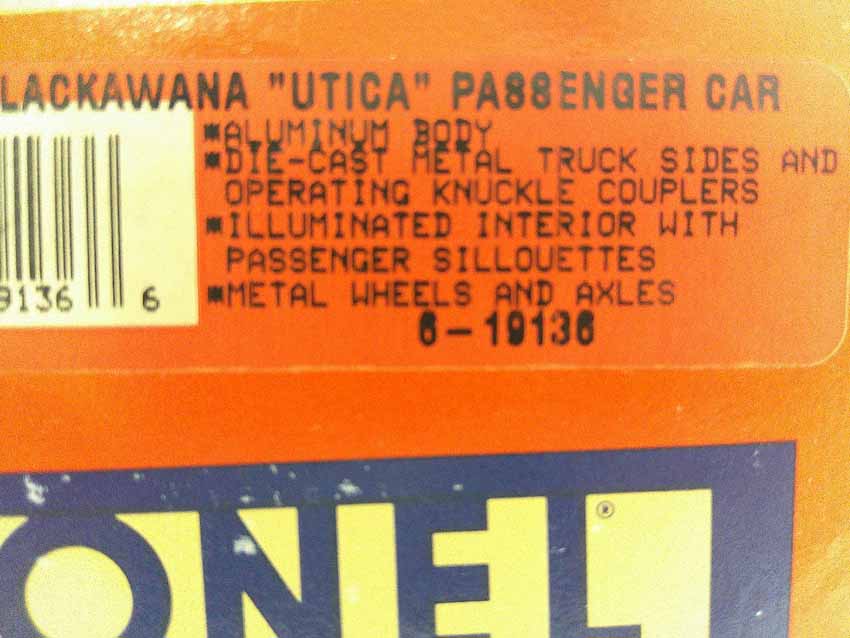 LACKAWANA "UTICA" PASSENGER CAR
*ALUMINUM BODY
*DIE-CAST METAL TRUCK SIDES AND
OPERATING KNUCKLE COUPLERS
*ILLUMINATED INTERIOR WITH
PASSENGER SILLOUETTES
*METAL WHEELS AND AXLES
9136 6
6-19136
ONEL®